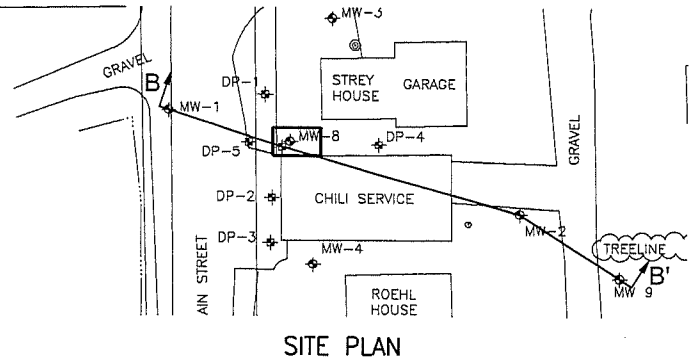 MW-3
GRAVEL
B
DP-1
STREY
HOUSE
GARAGE
MW-1
MW-8
DP-4
DP-5
GRAVEL
DP-2
CHILI SERVICE
DP-3
MW-2
MW-4
TREELINE
AIN STREET
B'
MW 9
ROEHL
HOUSE
SITE PLAN